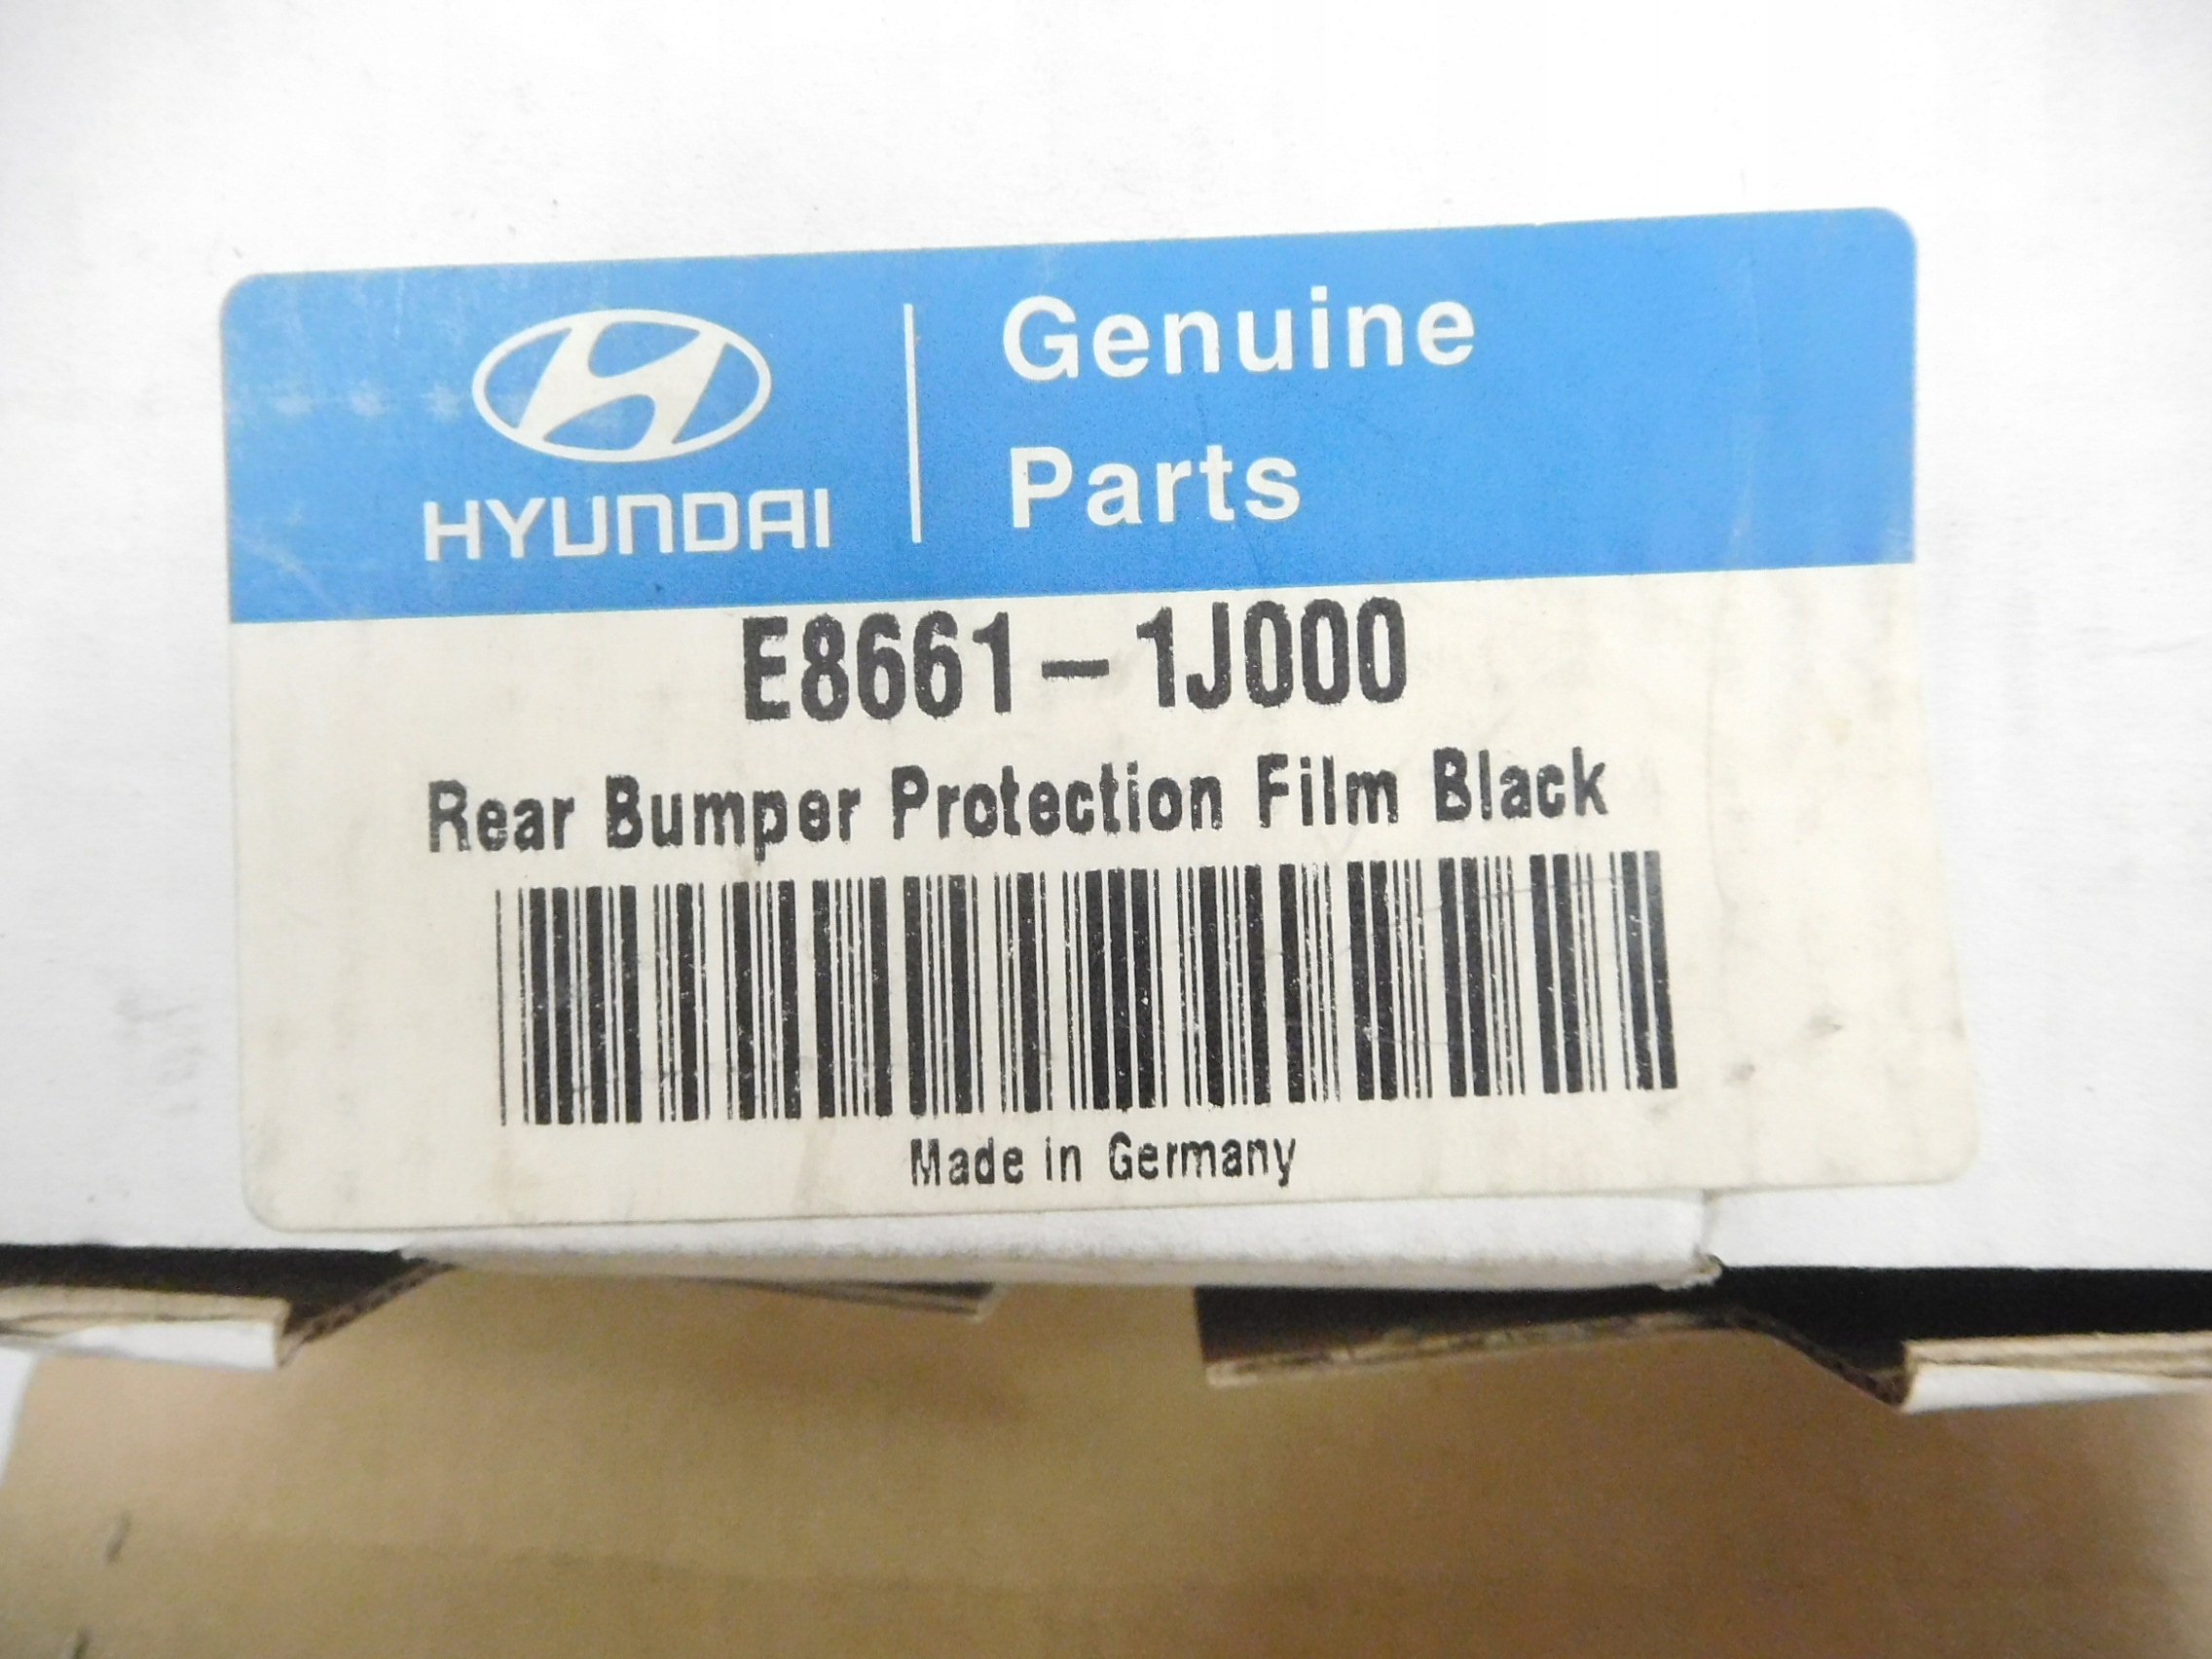 HYUNDAI
Genuine
Parts
E8661-1J000
Rear Bumper Protection Film Black
Made in Germany